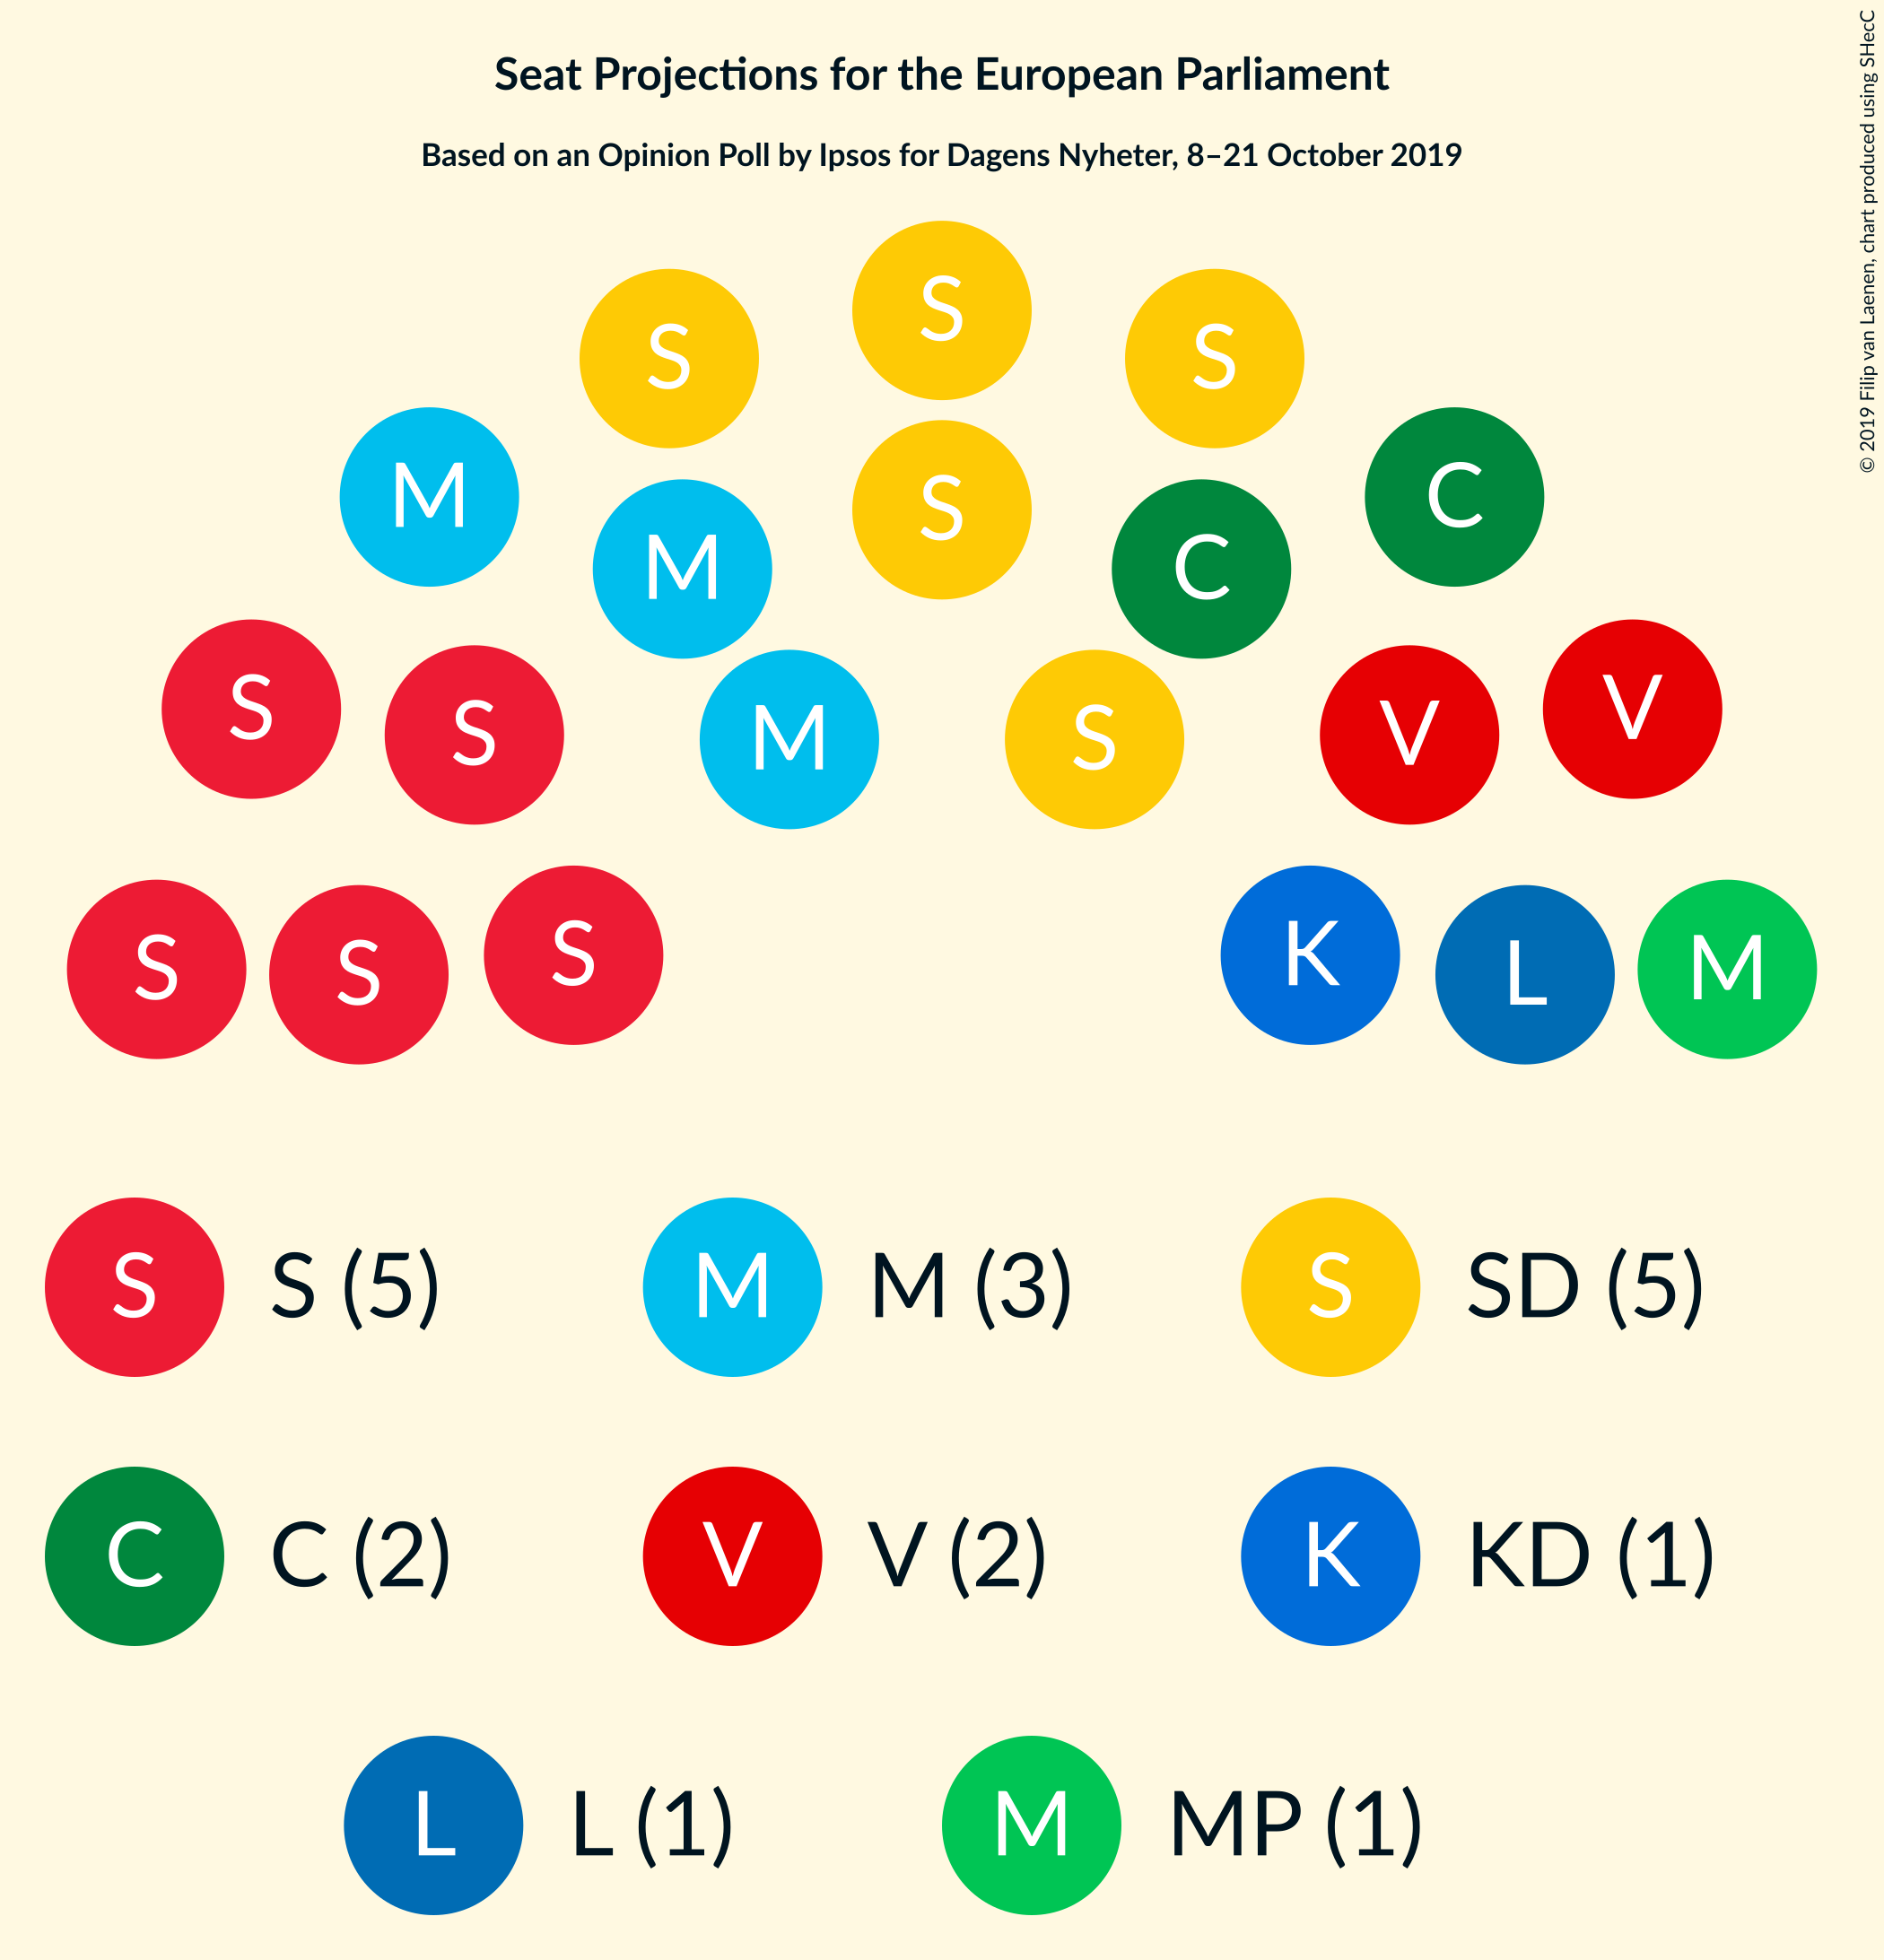 Seat Projections for the European Parliament
Based on an Opinion Poll by Ipsos for Dagens Nyheter, 8–21 October 2019
© 2019 Filip van Laenen, chart produced using SHecC
S
S S
M C
S
M C
S V
S V
M S
S K
S M
S L
S S (5) M M (3) S SD (5)
C C (2) V V (2) K KD (1)
L L (1) M MP (1)